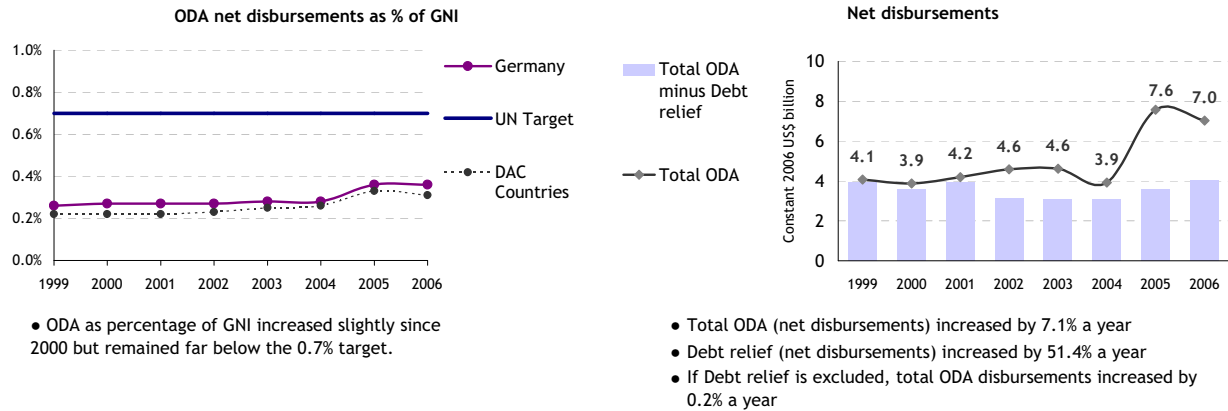 ODA net disbursements as % of GNI
1.0%
0.8%
0.6%
0.4%
0.2%
0.0%
1999 2000 2001 2002 2003 2004 2005 2006
Germany
UN Target
DAC
Countries
● ODA as percentage of GNI increased slightly since
2000 but remained far below the 0.7% target.
Net disbursements
Total ODA
minus Debt
relief
Total ODA
Constant 2006 US$ billion
10
8
6
4
2
0
4.1 3.9 4.2 4.6 4.6 3.9 7.6 7.0
1999 2000 2001 2002 2003 2004 2005 2006
● Total ODA (net disbursements) increased by 7.1% a year
● Debt relief (net disbursements) increased by 51.4% a year
● If Debt relief is excluded, total ODA disbursements increased by
0.2% a year